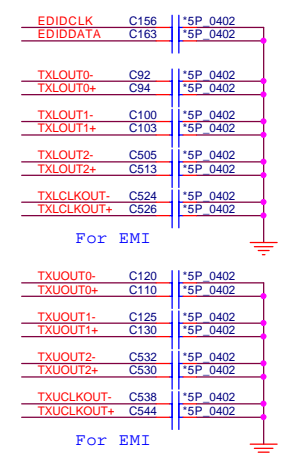 EDIDCLK C156 *5P_0402
EDIDDATA C163 *5P_0402
TXLOUT0- C92 *5P_0402
TXLOUT0+ C94 *5P_0402
TXLOUT1- C100 *5P_0402
TXLOUT1+ C103 *5P_0402
TXLOUT2- C505 *5P_0402
TXLOUT2+ C513 *5P_0402
TXLCLKOUT- C524 *5P_0402
TXLCLKOUT+ C526 *5P_0402
For EMI
TXUOUT0- C120 *5P_0402
TXUOUT0+ C110 *5P_0402
TXUOUT1- C125 *5P_0402
TXUOUT1+ C130 *5P_0402
TXUOUT2- C532 *5P_0402
TXUOUT2+ C530 *5P_0402
TXUCLKOUT- C538 *5P_0402
TXUCLKOUT+ C544 *5P_0402
For EMI